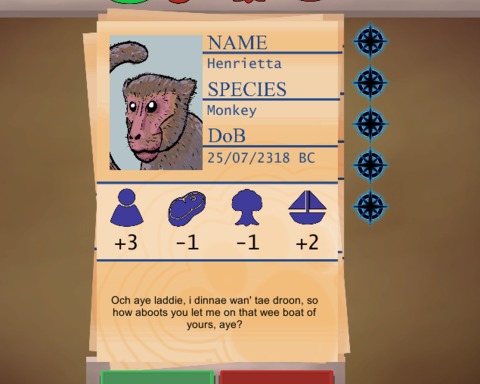 NAME
Henrietta
SPECIES
Monkey
DoB
25/07/2318 BC
+3 -1 -1 +2
Och aye laddie, i dinnae wan' tae droon, so
how aboots you let me on that wee boat of
yours, aye?